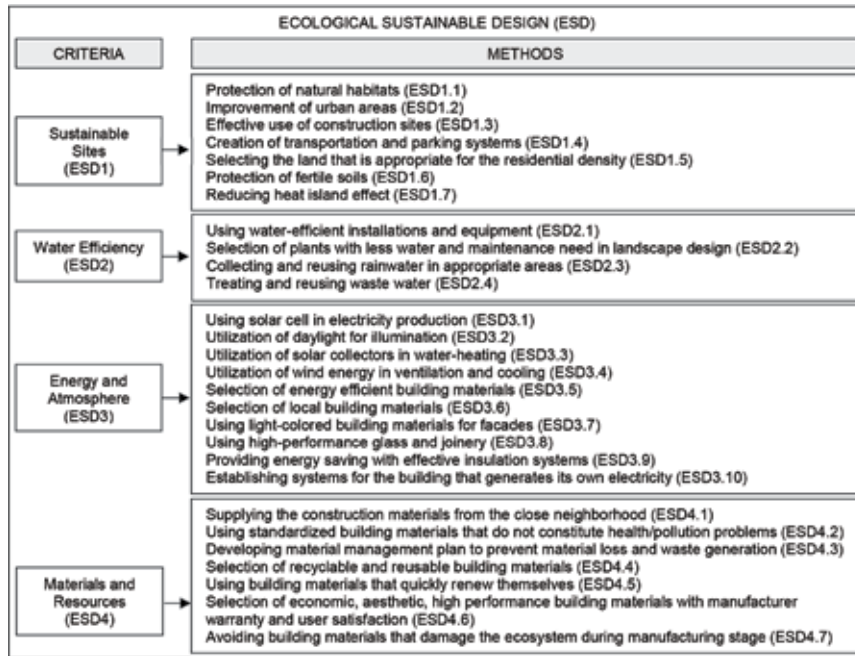 ECOLOGICAL SUSTAINABLE DESIGN (ESD)
CRITERIA
METHODS
Sustainable
Sites
(ESD1)
Protection of natural habitats (ESD1.1)
Improvement of urban areas (ESD1.2)
Effective use of construction sites (ESD1.3)
Creation of transportation and parking systems (ESD1.4)
Selecting the land that is appropriate for the residential density (ESD1.5)
Protection of fertile soils (ESD1.6)
Reducing heat island effect (ESD1.7)
Water Efficiency
(ESD2)
Using water-efficient installations and equipment (ESD2.1)
Selection of plants with less water and maintenance need in landscape design (ESD2.2)
Collecting and reusing rainwater in appropriate areas (ESD2.3)
Treating and reusing waste water (ESD2.4)
Energy and
Atmosphere
(ESD3)
Using solar cell in electricity production (ESD3.1)
Utilization of daylight for illumination (ESD3.2)
Utilization of solar collectors in water-heating (ESD3.3)
Utilization of wind energy in ventilation and cooling (ESD3.4)
Selection of energy efficient building materials (ESD3.5)
Selection of local building materials (ESD3.6)
Using light-colored building materials for facades (ESD3.7)
Using high-performance glass and joinery (ESD3.8)
Providing energy saving with effective insulation systems (ESD3.9)
Establishing systems for the building that generates its own electricity (ESD3.10)
Materials and
Resources
(ESD4)
Supplying the construction materials from the close neighborhood (ESD4.1)
Using standardized building materials that do not constitute health/pollution problems (ESD4.2)
Developing material management plan to prevent material loss and waste generation (ESD4.3)
Selection of recyclable and reusable building materials (ESD4.4)
Using building materials that quickly renew themselves (ESD4.5)
Selection of economic, aesthetic, high performance building materials with manufacturer
warranty and user satisfaction (ESD4.6)
Avoiding building materials that damage the ecosystem during manufacturing stage (ESD4.7)